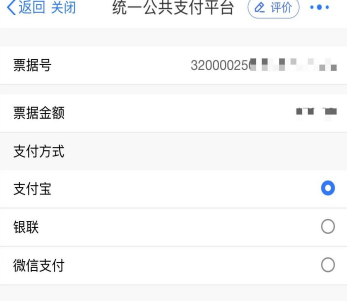 返回 关闭 统一公共支付平台 评价
票据号 32000025
票据金额
支付方式
支付宝
银联
微信支付